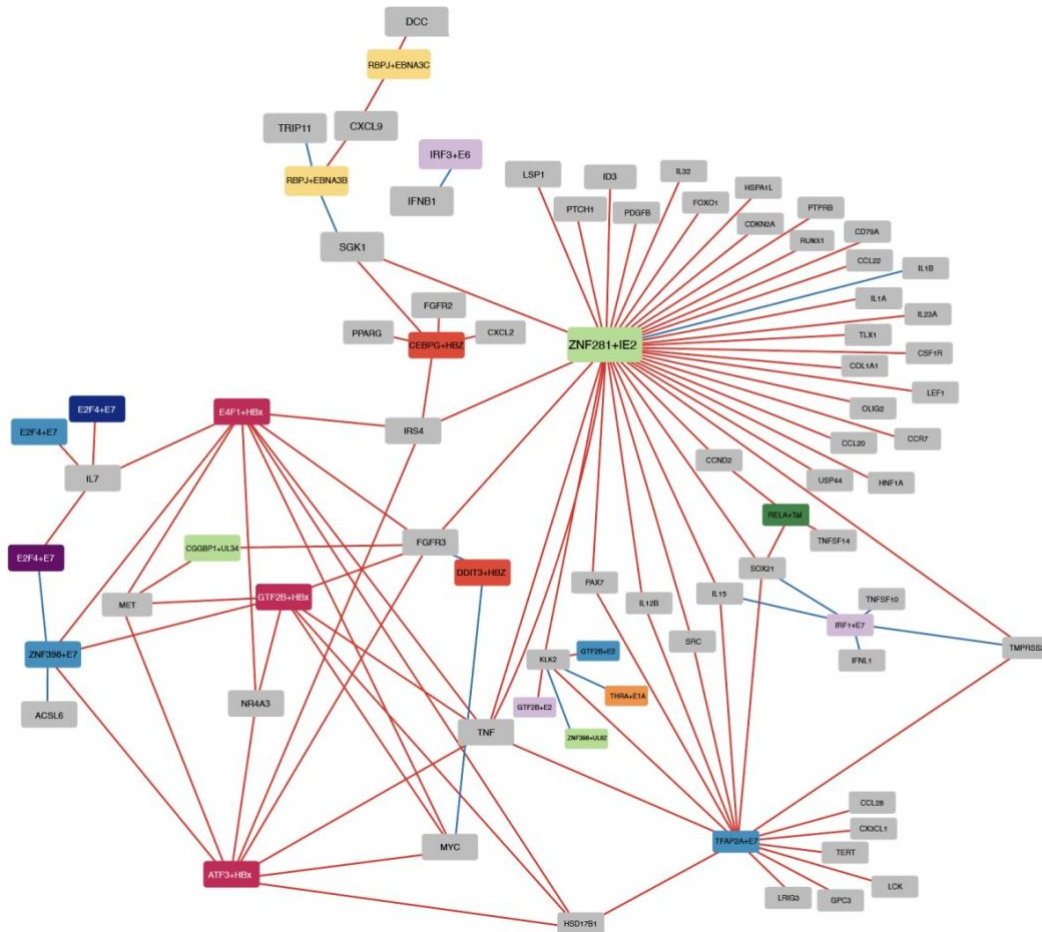 DCC
RBPJ+EBNA3C
TRIP11
CXCL9
IRF3+E6
RBPJ+EBNA3B
IFNB1
LSP1
ID3
IL32
HSPA1L
PTCH1
PDGFB
FOXO1
CDKN2A
PTPRB
RUNX1
CD79A
SGK1
CCL22
IL1B
FGFR2
IL1A
IL23A
PPARG
CEBPG+HBZ
CXCL2
ZNF281+IE2
TLX1
CSF1R
COL1A1
LEF1
E2F4+E7
E4F1+HBx
OLIG2
E2F4+E7
IRS4
CCL20
CCR7
IL7
CCND2
USP44
HNF1A
RELA+Tat
TNFSF14
FGFR3
E2F4+E7
CGGBP1+UL34
DDIT3+HBZ
SOX21
PAX7
IL15
TNFSF10
MET
GTF2B+HBx
IL12B
IRF1+E7
SRC
TMPRSS2
ZNF398+E7
KLK2
GTF2B+E2
IFNL1
THRA+E1A
NR4A3
GTF2B+E2
ACSL6
TNF
ZNF398+UL82
CCL28
CX3CL1
MYC
TFAP2A+E7
TERT
ATF3+HBx
LCK
LRIG3
GPC3
HSD17B1